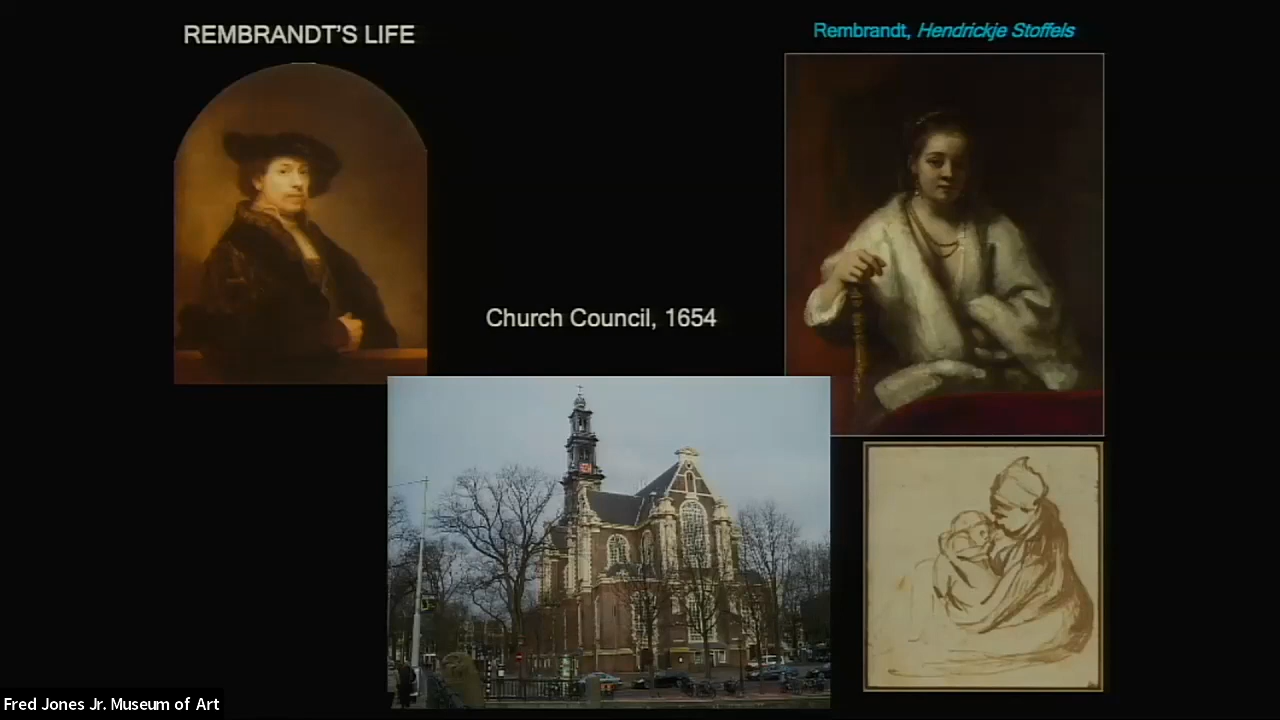 REMBRANDT'S LIFE
Rembrandt, Hendrickje Stoffels
Church Council, 1654
Fred Jones Jr. Museum of Art